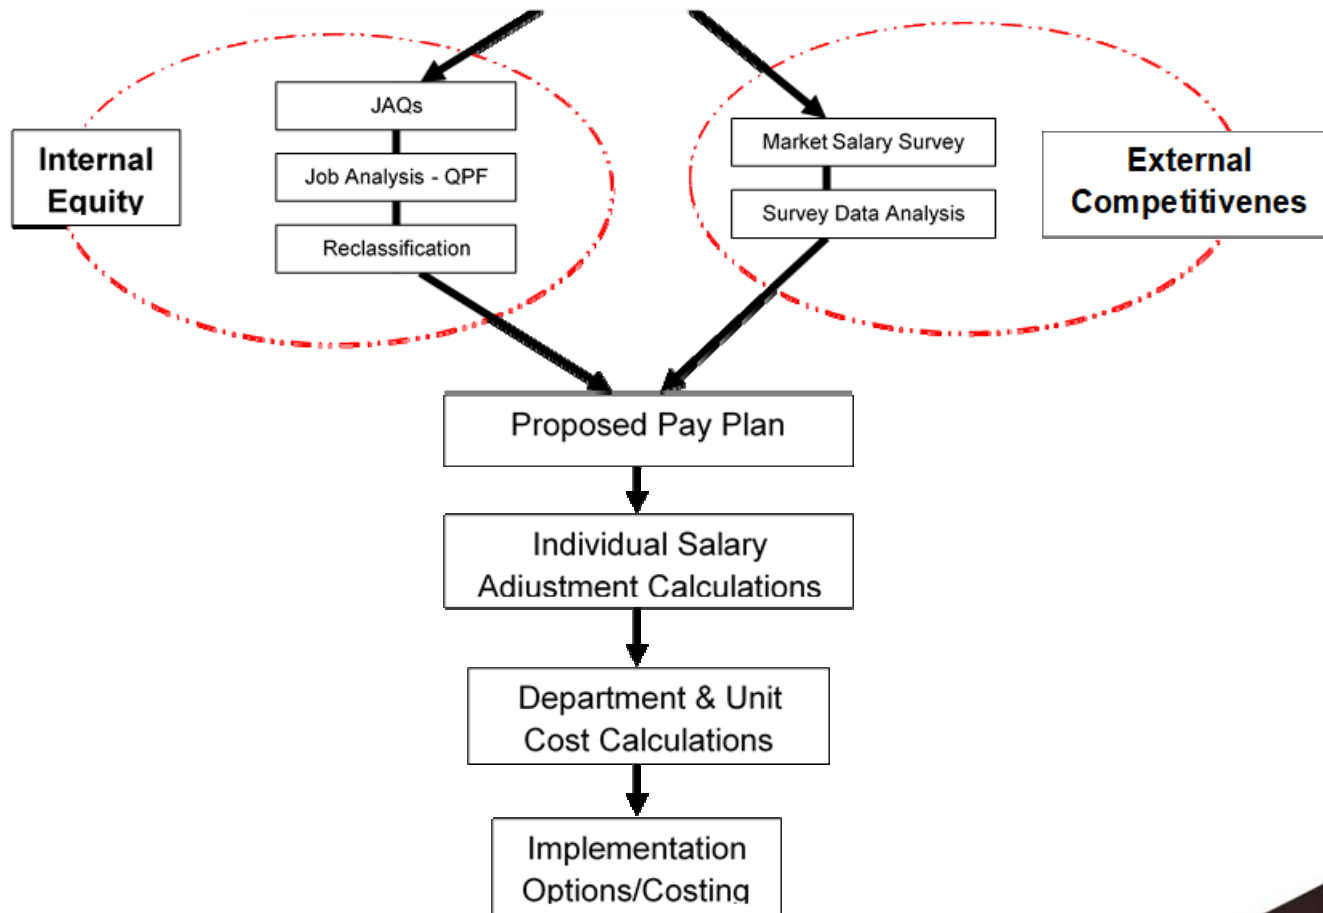 JAQs
Job Analysis - QPF
Reclassification
Internal
Equity
Market Salary Survey
Survey Data Analysis
External
Competitivenes
Proposed Pay Plan
Individual Salary
Adjustment Calculations
Department & Unit
Cost Calculations
Implementation
Options/Costing